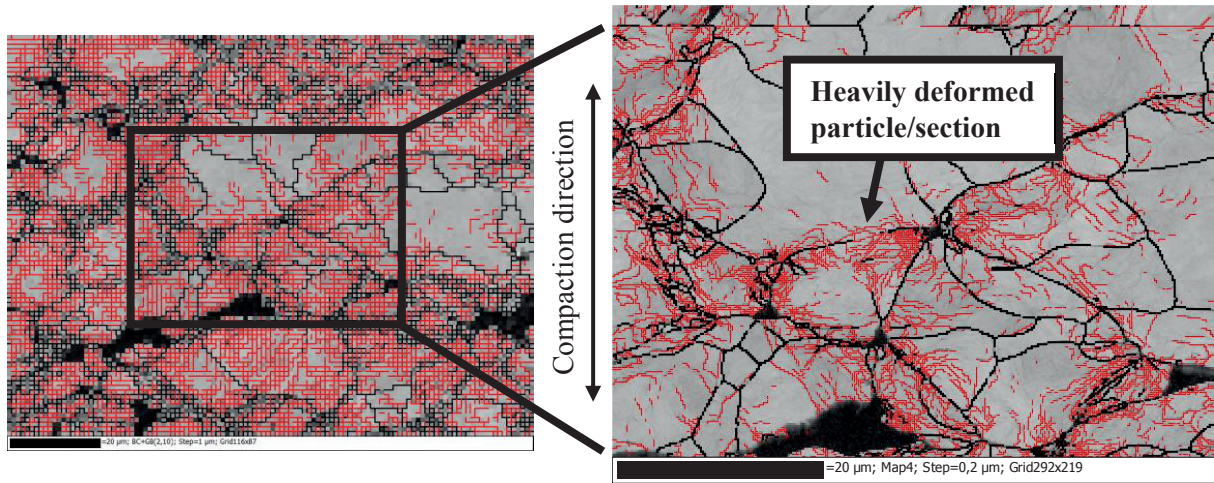 Heavily deformed
particle/section
Compaction direction
=20 µm; BC+GB(2,10); Step=1 µm; Grid116x87
=20 µm; Map4; Step=0,2 µm; Grid292x219